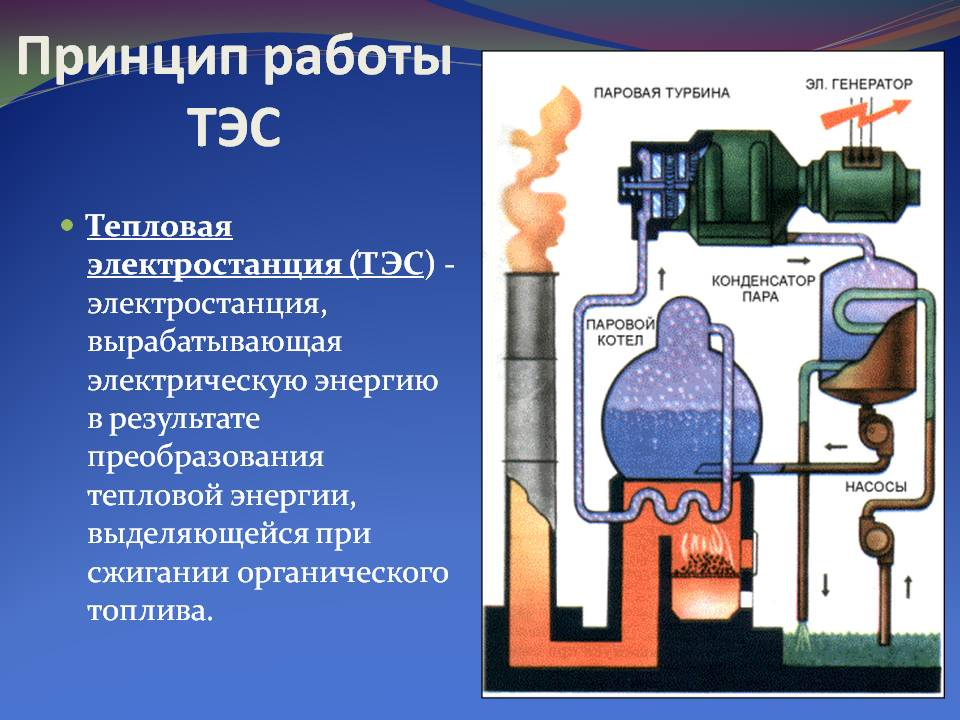 Принцип работы
ТЭС
Тепловая
электростанция (ТЭС) -
электростанция,
вырабатывающая
электрическую энергию
в результате
преобразования
тепловой энергии,
выделяющейся при
сжигании органического
топлива.
ПАРОВАЯ ТУРБИНА
ЭЛ. ГЕНЕРАТОР
КОНДЕНСАТОР
ПАРА
ПАРОВОЙ
КОТЕЛ
НАСОСЫ